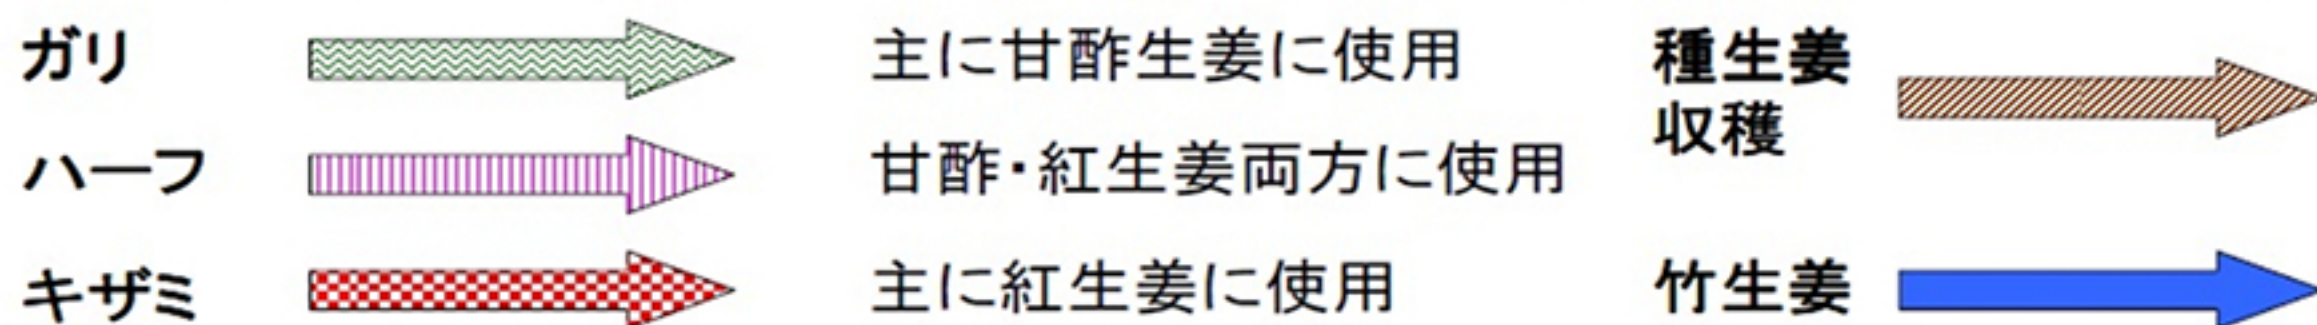 ガリ
主に甘酢生姜に使用
ハーフ
甘酢・紅生姜両方に使用
キザミ
主に紅生姜に使用
種生姜
収穫
竹生姜